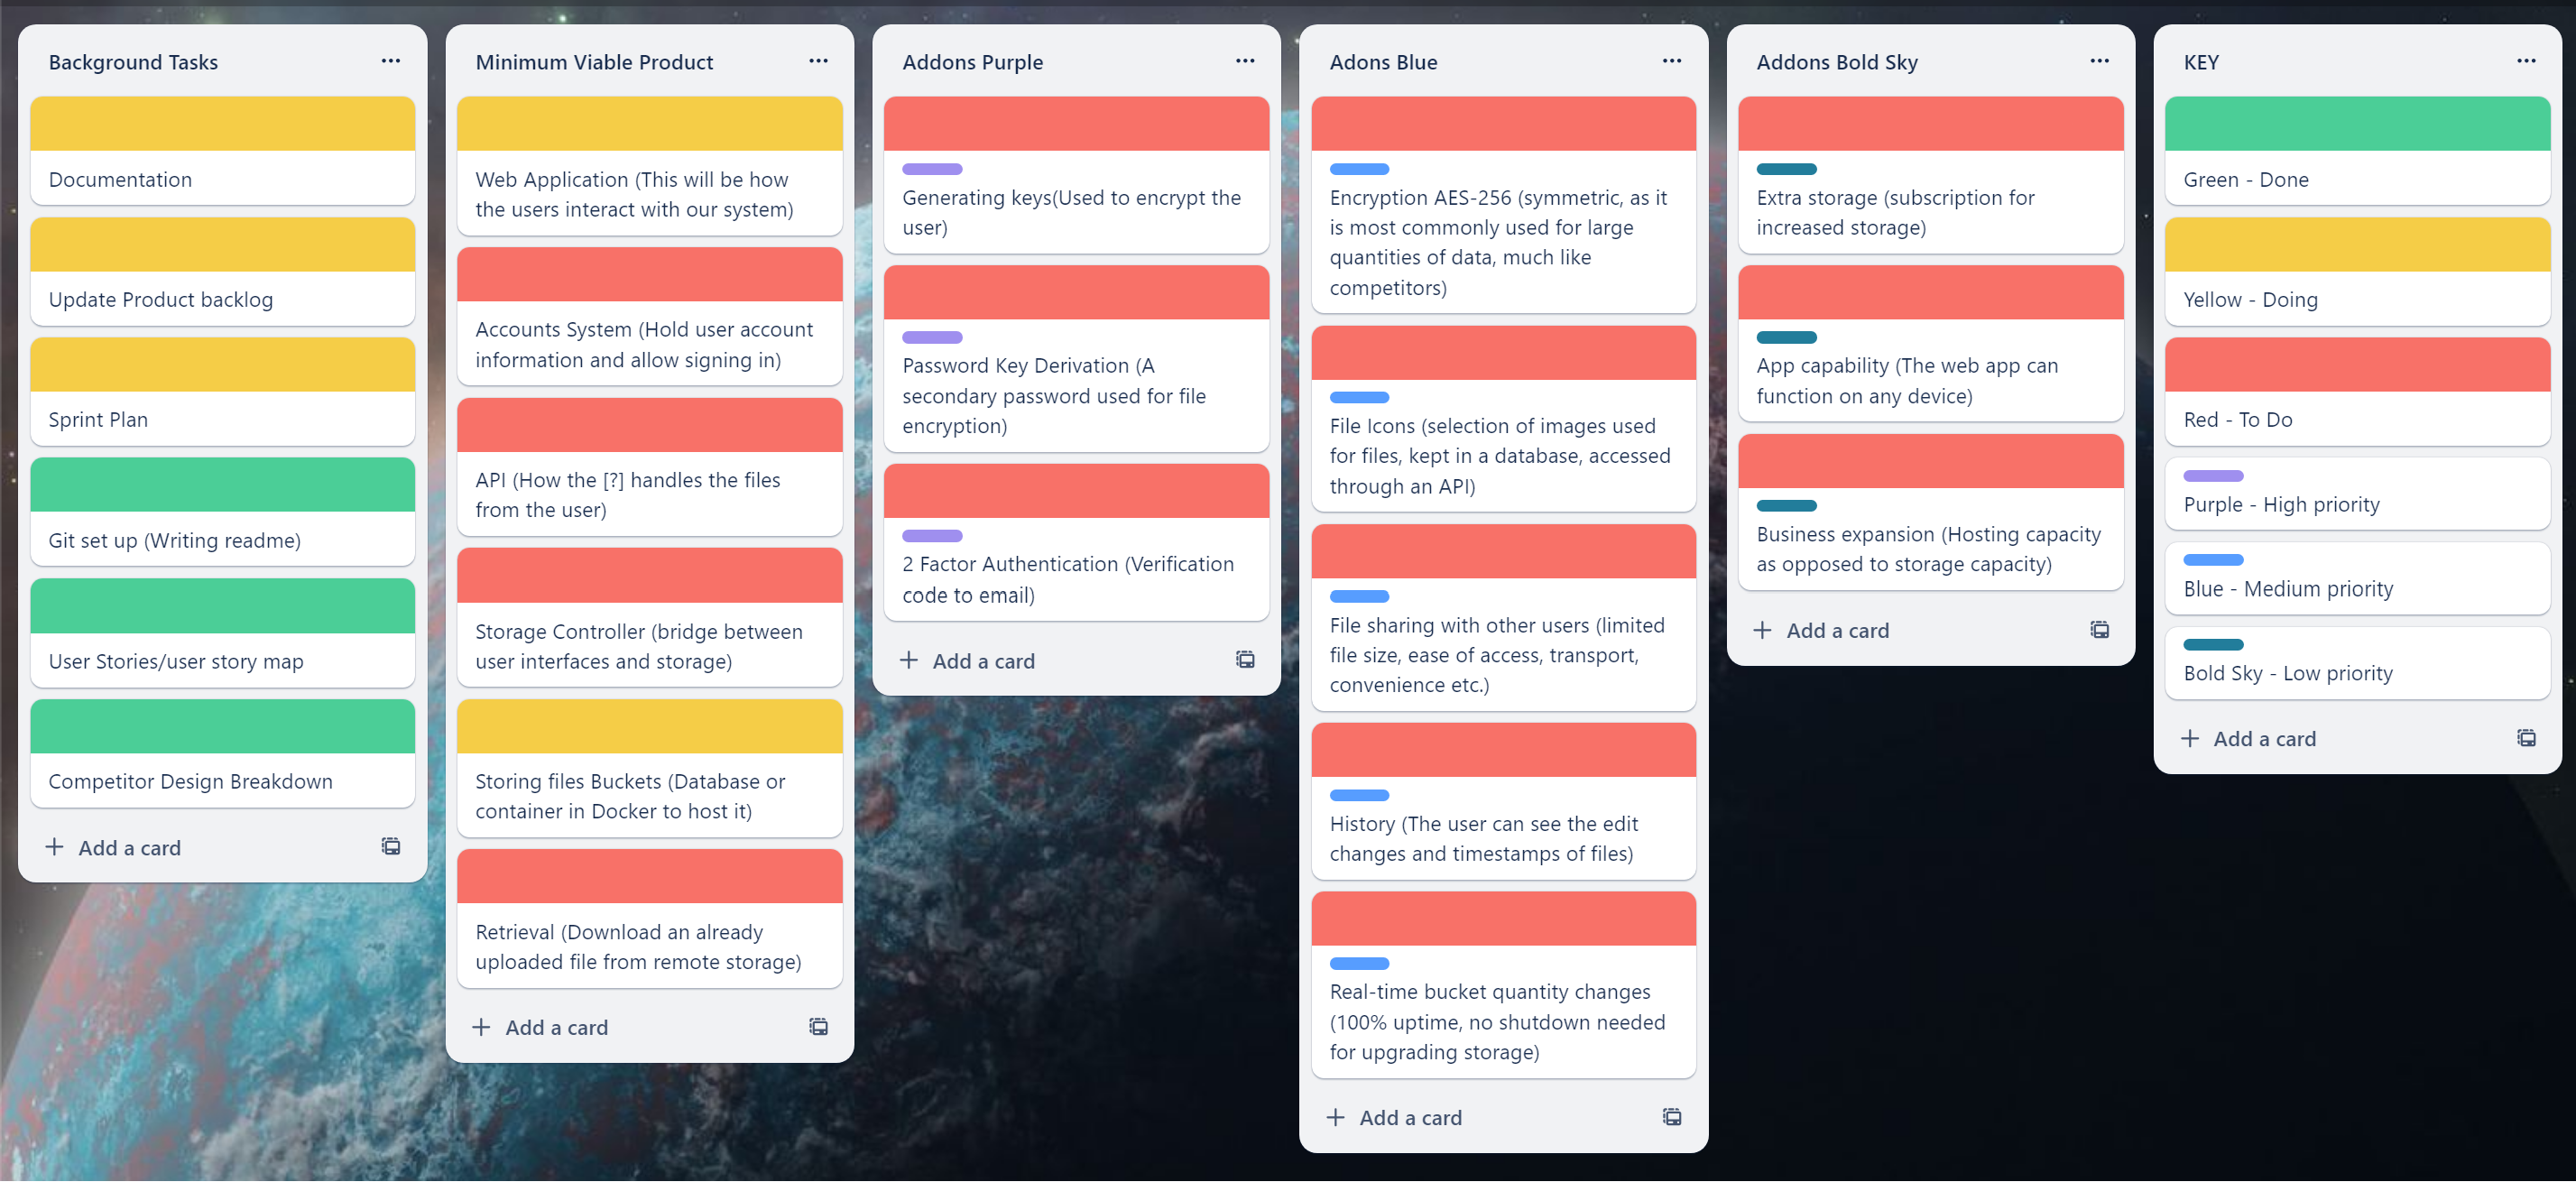 Background Tasks
Documentation
Update Product backlog
Sprint Plan
Git set up (Writing readme)
User Stories/user story map
Competitor Design Breakdown
Add a card
Minimum Viable Product
Web Application (This will be how
the users interact with our system)
Accounts System (Hold user account
information and allow signing in)
API (How the [?] handles the files
from the user)
Storage Controller (bridge between
user interfaces and storage)
Storing files Buckets (Database or
container in Docker to host it)
Retrieval (Download an already
uploaded file from remote storage)
Add a card
Addons Purple
Generating keys(Used to encrypt the
user)
Password Key Derivation (A
secondary password used for file
encryption)
2 Factor Authentication (Verification
code to email)
Add a card
Adons Blue
Encryption AES-256 (symmetric, as it
is most commonly used for large
quantities of data, much like
competitors)
File Icons (selection of images used
for files, kept in a database, accessed
through an API)
File sharing with other users (limited
file size, ease of access, transport,
convenience etc.)
History (The user can see the edit
changes and timestamps of files)
Real-time bucket quantity changes
(100% uptime, no shutdown needed
for upgrading storage)
Add a card
Addons Bold Sky
Extra storage (subscription for
increased storage)
App capability (The web app can
function on any device)
Business expansion (Hosting capacity
as opposed to storage capacity)
Add a card
KEY
Green - Done
Yellow - Doing
Red - To Do
Purple - High priority
Blue - Medium priority
Bold Sky - Low priority
Add a card